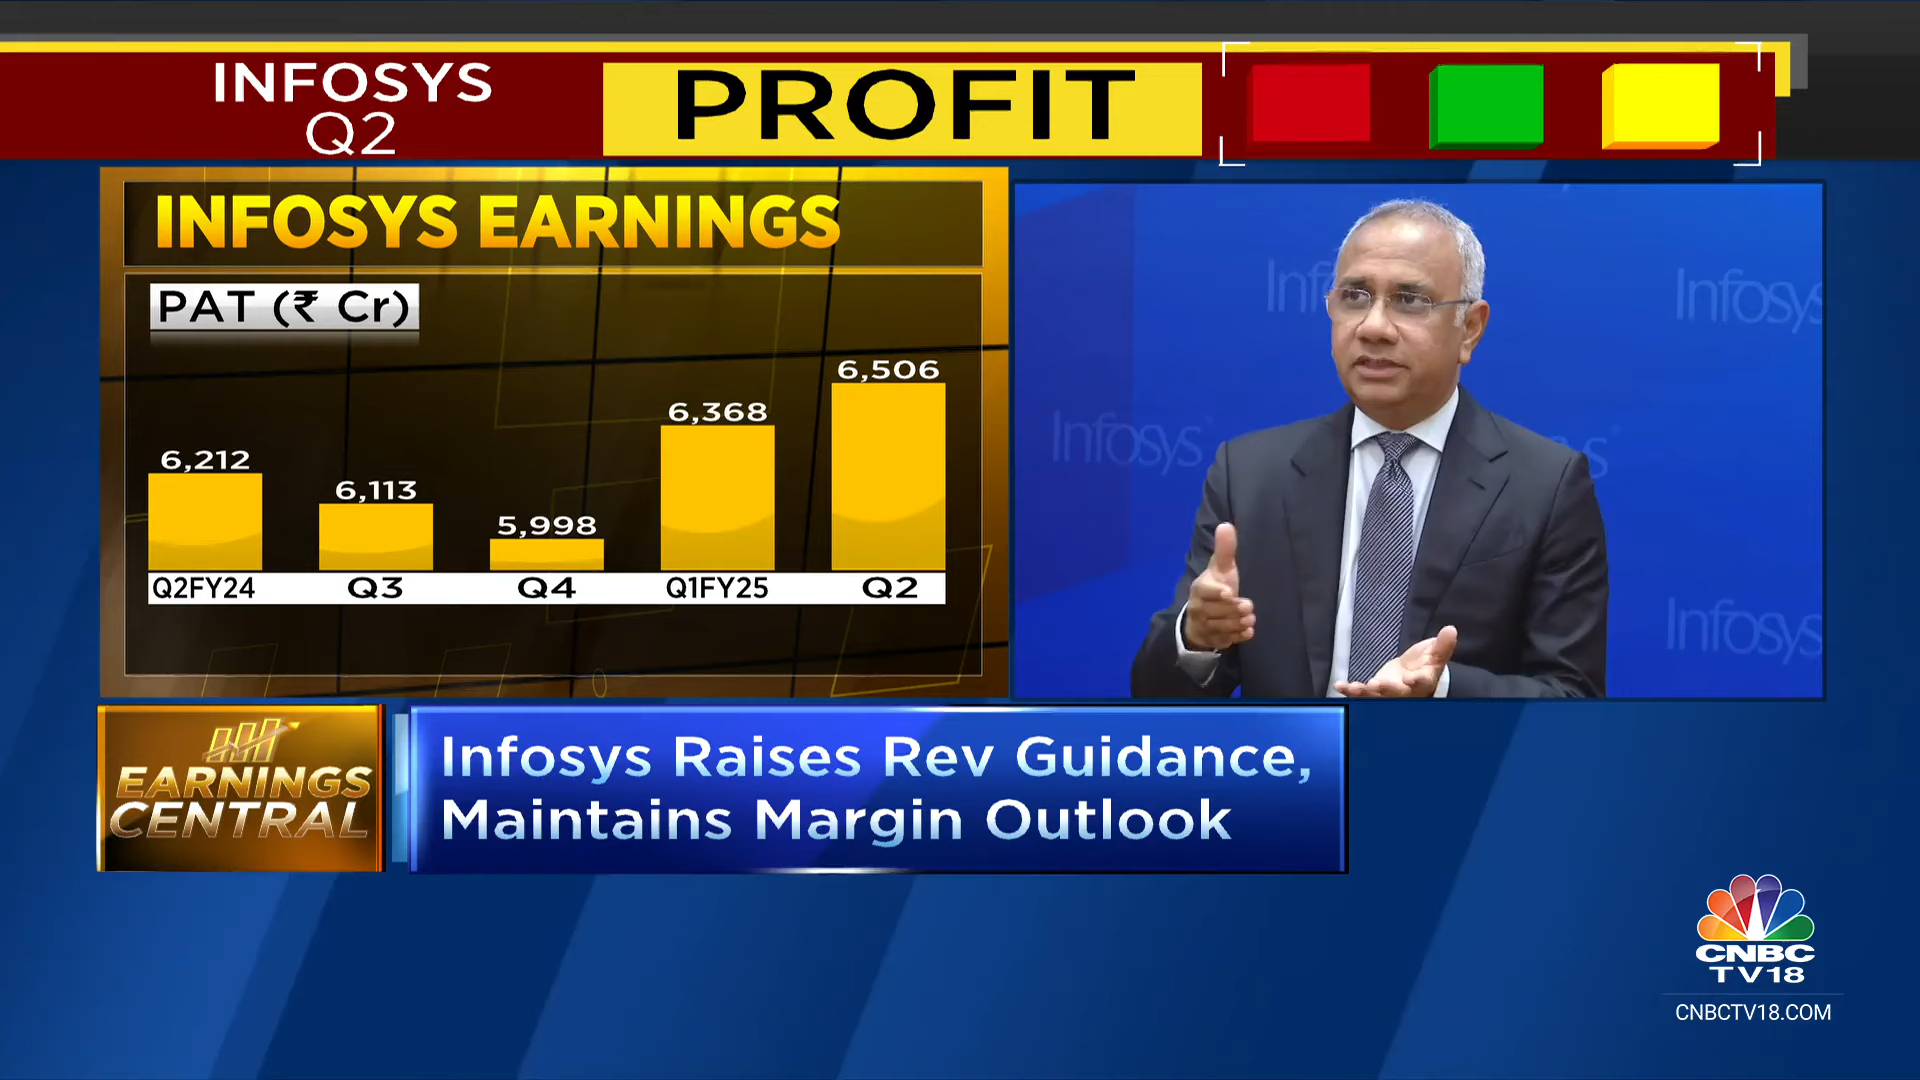 INFOSYS
Q2
PROFIT
INFOSYS EARNINGS
PAT (₹ Cr)
6,212
6,113
5,998
6,368
6,506
Q2FY24
Q3
Q4
Q1FY25
Q2
Infosys
Infosys
Infosys
EARNINGS
CENTRAL
Infosys Raises Rev Guidance,
Maintains Margin Outlook
CNBC
TV18
CNBCTV18.COM